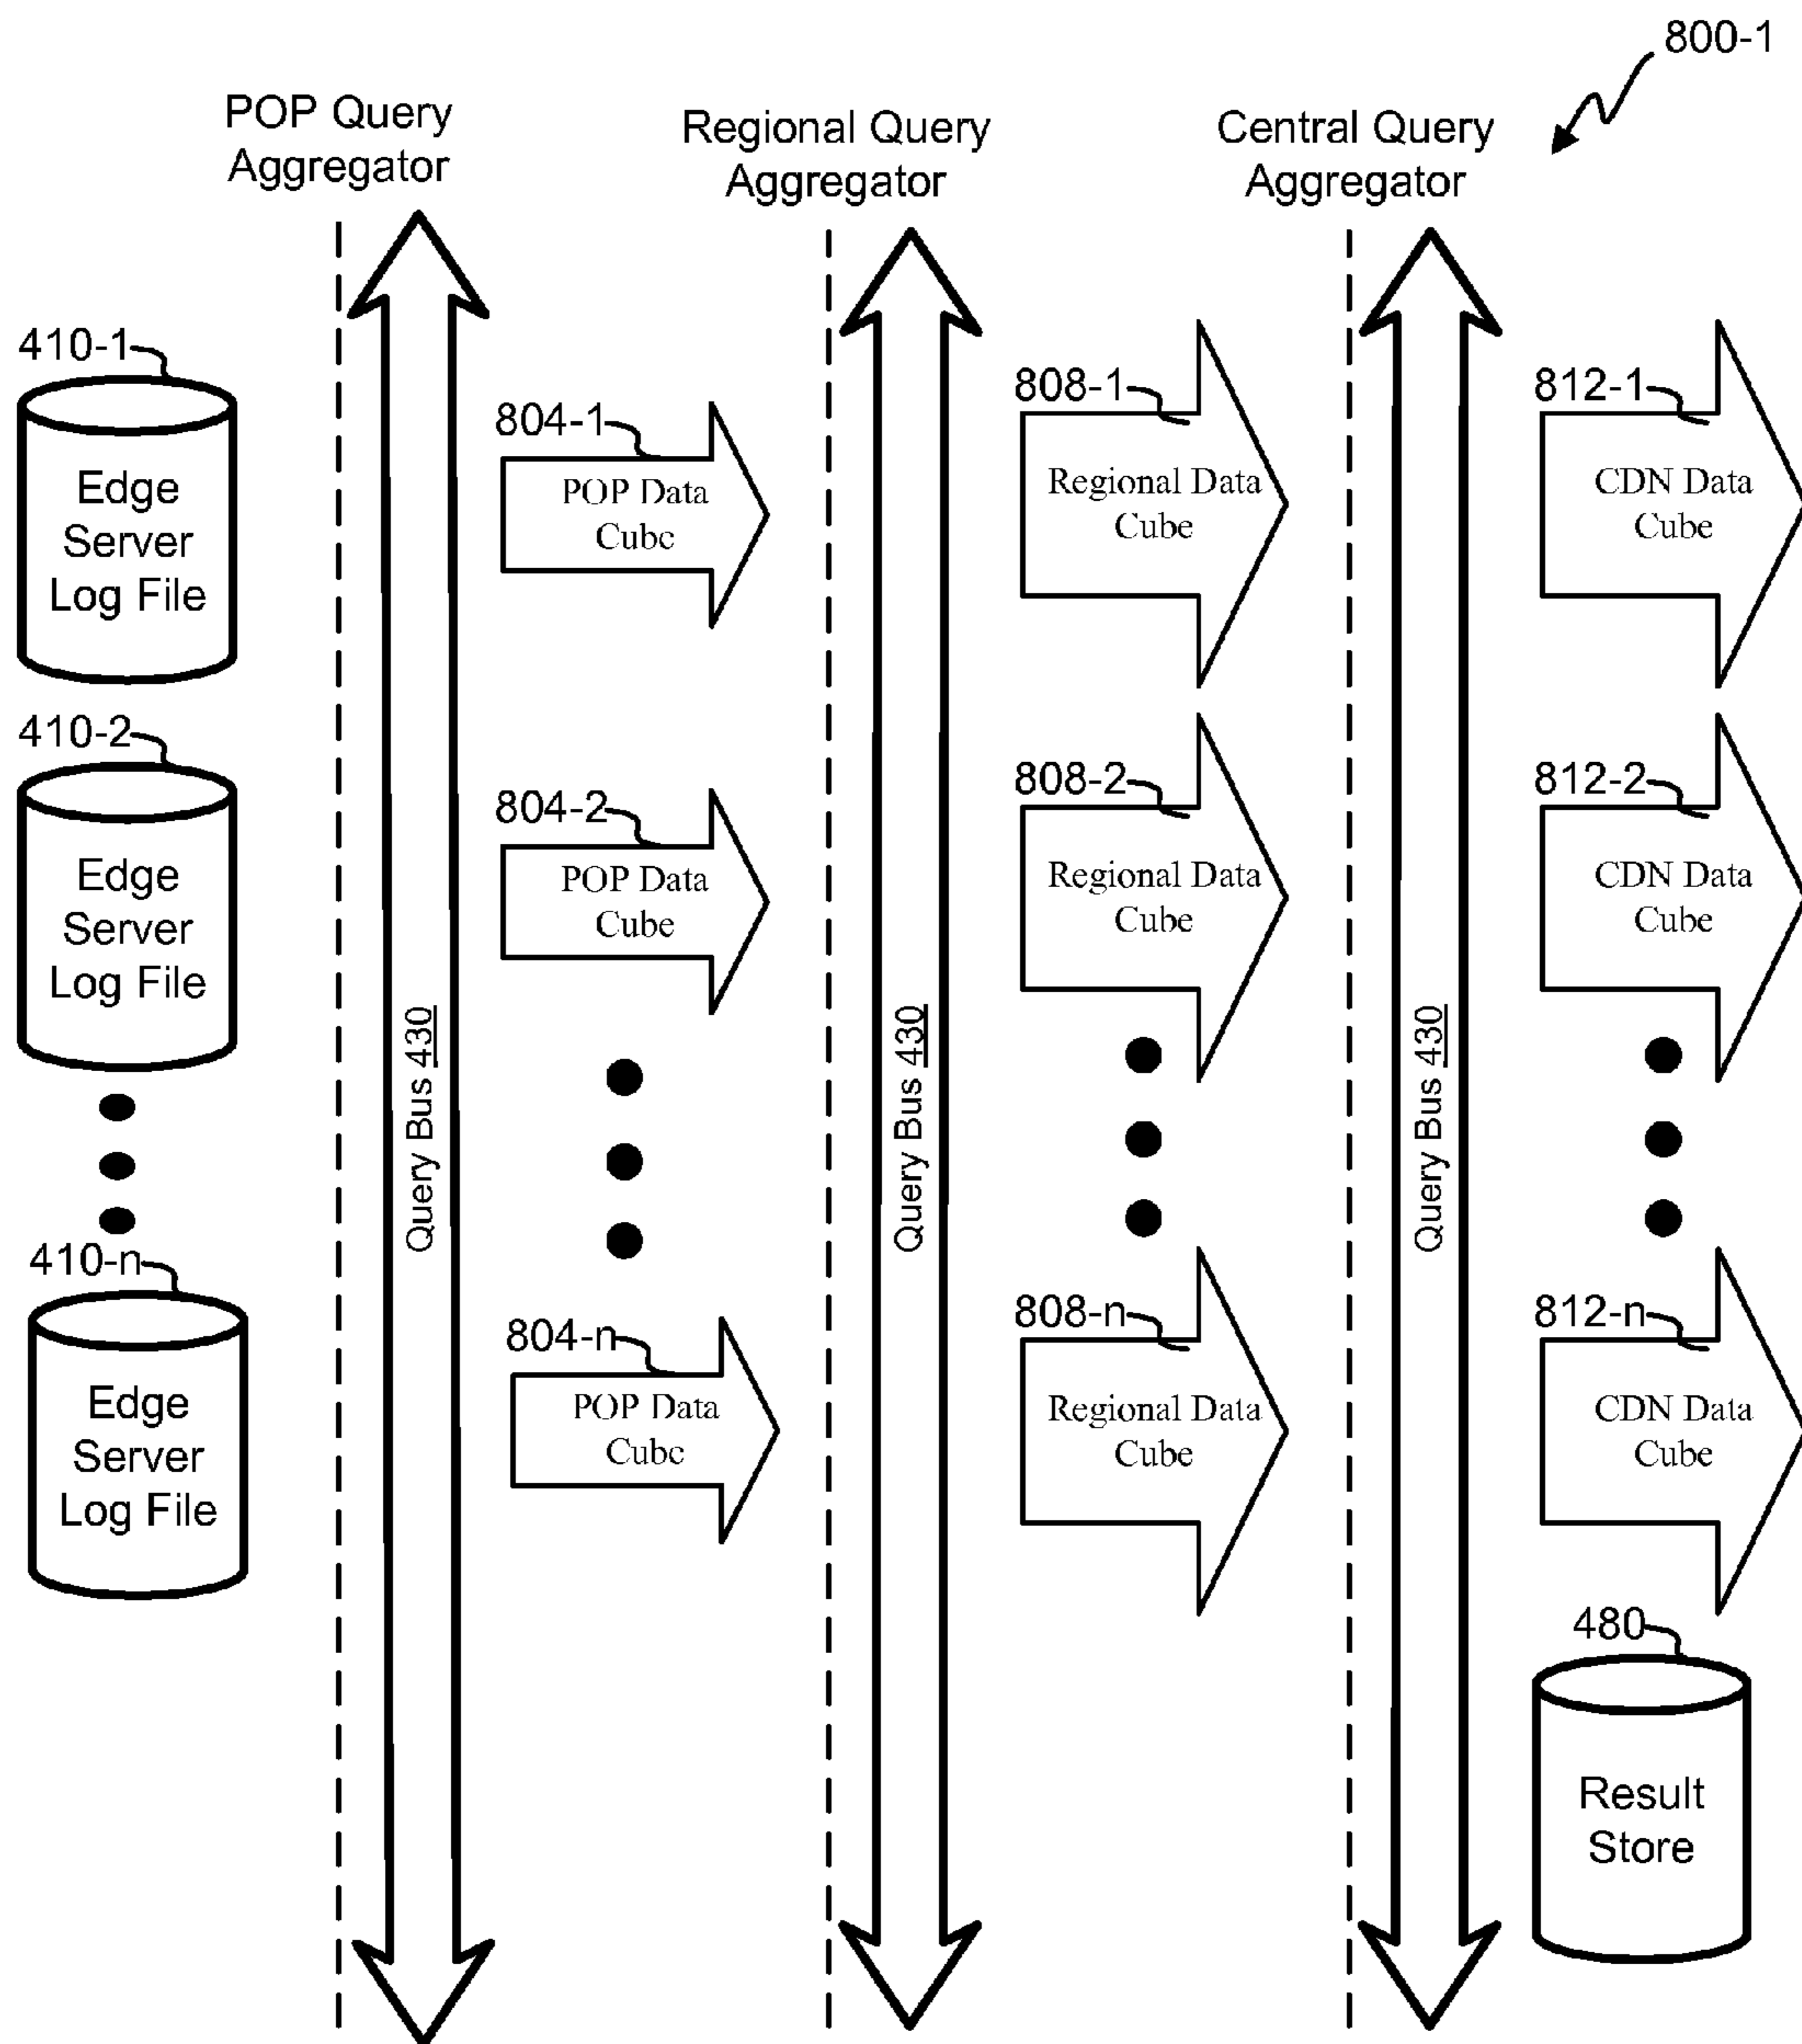 800-1
POP Query
Aggregator
Regional Query
Aggregator
Central Query
Aggregator
410-1
Edge
Server
Log File
804-1
POP Data
Cube
808-1
Regional Data
Cube
812-1
CDN Data
Cube
410-2
Edge
Server
Log File
804-2
POP Data
Cube
808-2
Regional Data
Cube
812-2
CDN Data
Cube
Query Bus 430
Query Bus 430
Query Bus 430
410-n
Edge
Server
Log File
804-n
POP Data
Cube
808-n
Regional Data
Cube
812-n
CDN Data
Cube
480
Result
Store